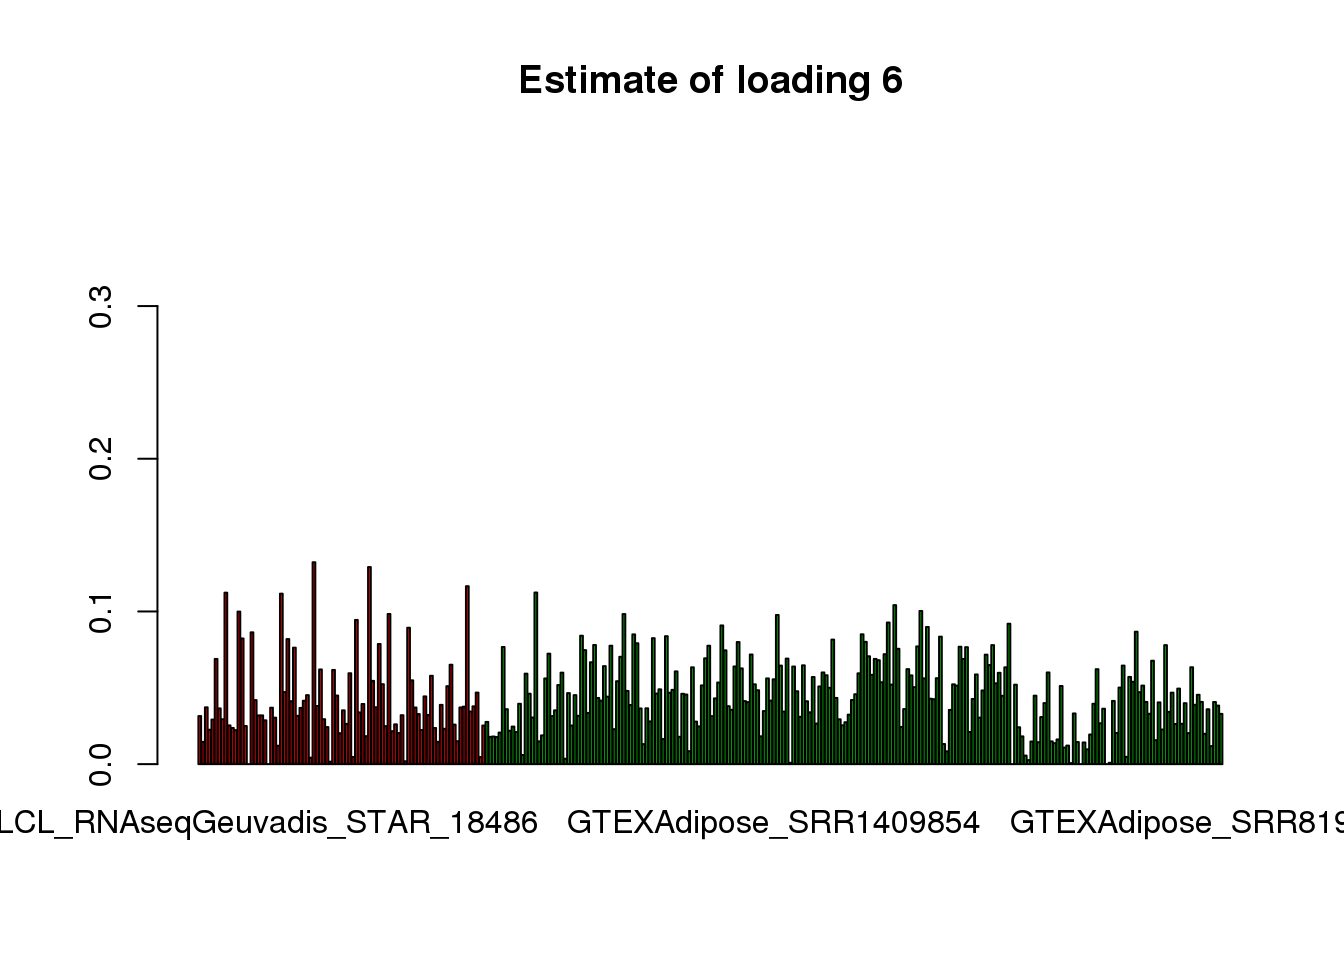 Estimate of loading 6
0.3
0.2
0.1
0.0
LCL_RNAseqGeuvadis_STAR_18486 GTEXAdipose_SRR1409854 GTEXAdipose_SRR819